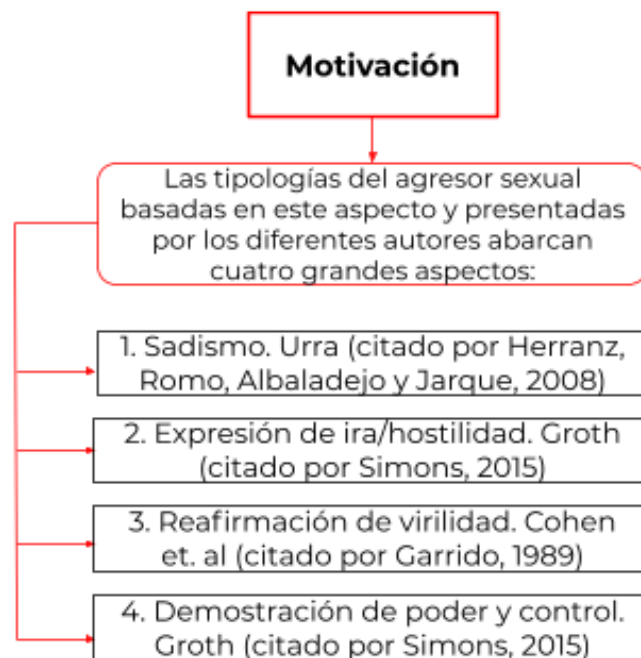 Motivación
Las tipologías del agresor sexual
basadas en este aspecto y presentadas
por los diferentes autores abarcan
cuatro grandes aspectos:
1. Sadismo. Urra (citado por Herranz,
Romo, Albaladejo y Jarque, 2008)
2. Expresión de ira/hostilidad. Groth
(citado por Simons, 2015)
3. Reafirmación de virilidad. Cohen
et. al (citado por Garrido, 1989)
4. Demostración de poder y control.
Groth (citado por Simons, 2015)